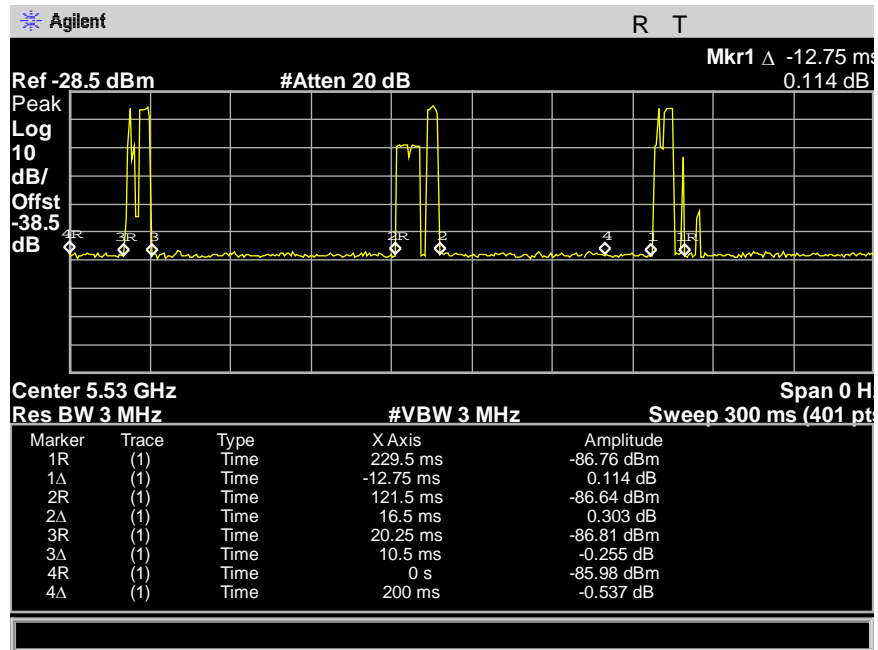 Agilent R T
Mkr1 Δ -12.75 ms
Ref -28.5 dBm #Atten 20 dB 0.114 dB
Peak
Log
10
dB/
Offst
-38.5
dB
4R 3R 3 2R 2 4 1 1R
Center 5.53 GHz Span 0 Hz
Res BW 3 MHz #VBW 3 MHz Sweep 300 ms (401 pts
Marker Trace Type X Axis Amplitude
1R (1) Time 229.5 ms -86.76 dBm
1Δ (1) Time -12.75 ms 0.114 dB
2R (1) Time 121.5 ms -86.64 dBm
2Δ (1) Time 16.5 ms 0.303 dB
3R (1) Time 20.25 ms -86.81 dBm
3Δ (1) Time 10.5 ms -0.255 dB
4R (1) Time 0 s -85.98 dBm
4Δ (1) Time 200 ms -0.537 dB